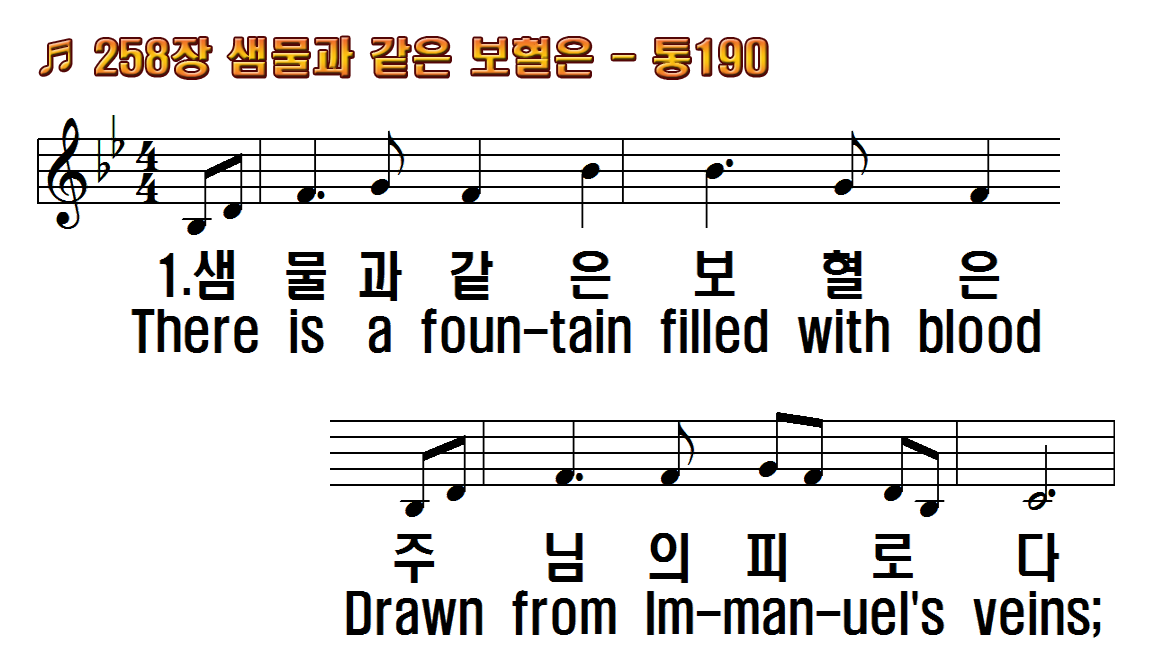 ♬ 258장 샘물과 같은 보혈은 - 통190
4
4
1.샘 물 과 같 은 보 혈 은
There is a foun-tain filled with blood
주 님 의 피 로 다
Drawn from Im-man-uel's veins;